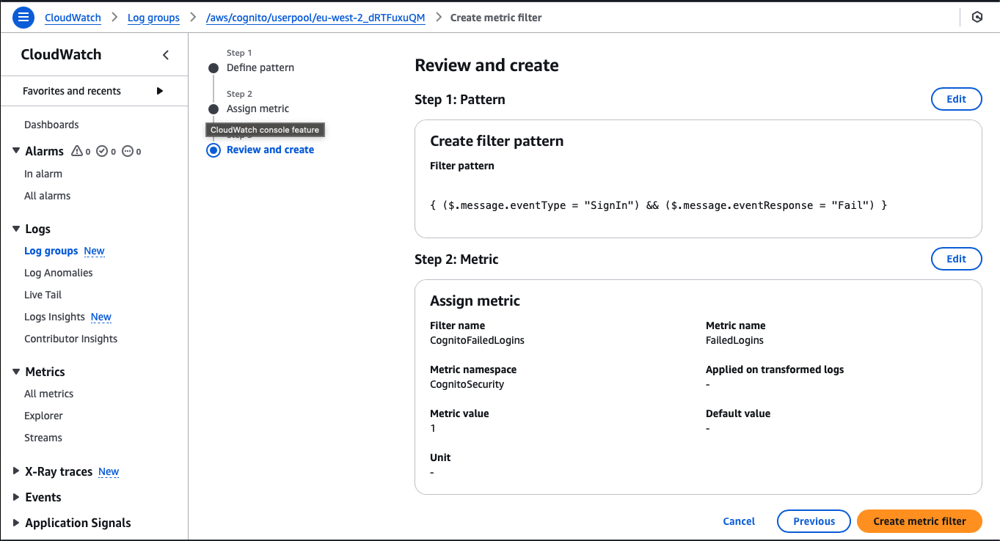 CloudWatch > Log groups > /aws/cognito/userpool/eu-west-2_dRTFuxuQM > Create metric filter
CloudWatch
Favorites and recents
Dashboards
Alarms 0 0 0
In alarm
All alarms
Logs
Log groups New
Log Anomalies
Live Tail
Logs Insights New
Contributor Insights
Metrics
All metrics
Explorer
Streams
X-Ray traces New
Events
Application Signals
Step 1
Define pattern
Step 2
Assign metric
CloudWatch console feature
Review and create
Review and create
Step 1: Pattern
Edit
Create filter pattern
Filter pattern
{ ($.message.eventType = "SignIn") && ($.message.eventResponse = "Fail") }
Step 2: Metric
Edit
Assign metric
Filter name
CognitoFailedLogins
Metric name
FailedLogins
Metric namespace
CognitoSecurity
Applied on transformed logs
-
Metric value
1
Default value
-
Unit
-
Cancel
Previous
Create metric filter